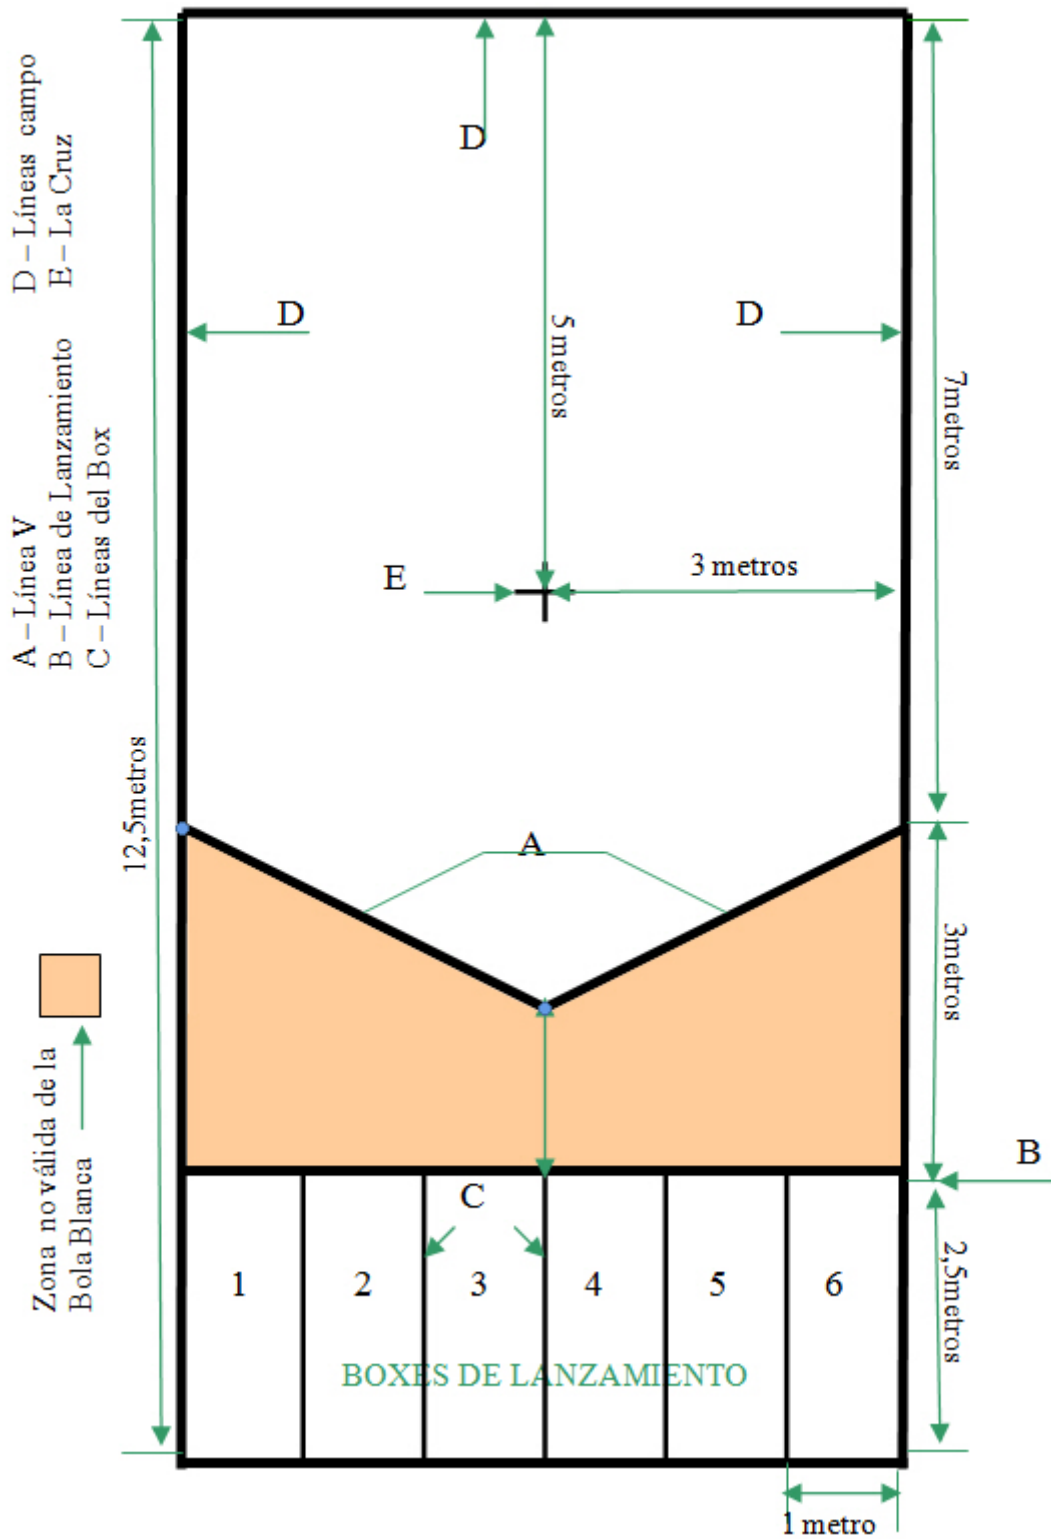 D – Líneas campo
E – La Cruz
A – Línea V
B – Línea de Lanzamiento
C – Líneas del Box
D
D
D
5 metros
7metros
E
3 metros
12,5metros
A
3metros
Zona no válida de la
Bola Blanca
B
C
1 2 3 4 5 6
2,5metros
BOXES DE LANZAMIENTO
1 metro